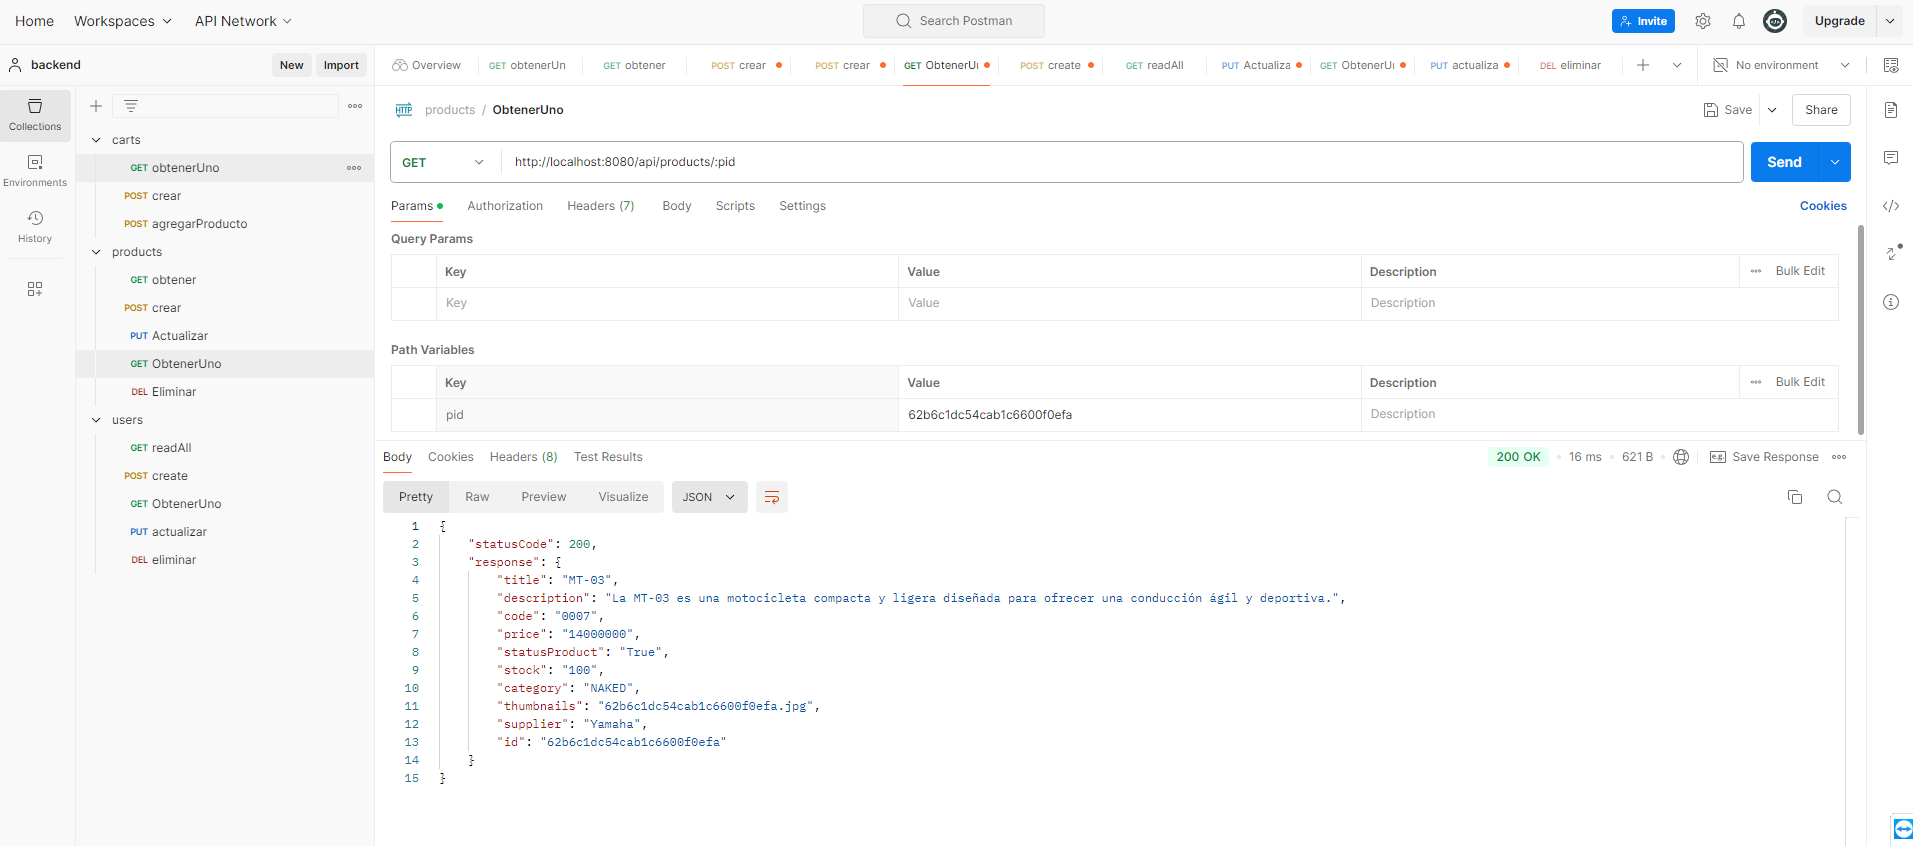 Home Workspaces API Network Search Postman Invite Upgrade
backend New Import Overview GET obtenerUn GET obtener POST crear POST crear GET ObtenerU POST create GET readAll PUT Actualiza GET ObtenerU PUT actualiza DEL eliminar No environment
Collections
Environments
History
carts
GET obtenerUno
POST crear
POST agregarProducto
products
GET obtener
POST crear
PUT Actualizar
GET ObtenerUno
DEL Eliminar
users
GET readAll
POST create
GET ObtenerUno
PUT actualizar
DEL eliminar
HTTP products / ObtenerUno Save Share
GET http://localhost:8080/api/products/:pid Send
Params Authorization Headers (7) Body Scripts Settings Cookies
Query Params
Key Value Description Bulk Edit
Key Value Description
Path Variables
Key Value Description Bulk Edit
pid 62b6c1dc54cab1c6600f0efa Description
Body Cookies Headers (8) Test Results 200 OK 16 ms 621 B e.g. Save Response
Pretty Raw Preview Visualize JSON
1 {
2 "statusCode": 200,
3 "response": {
4 "title": "MT-03",
5 "description": "La MT-03 es una motocicleta compacta y ligera diseñada para ofrecer una conducción ágil y deportiva.",
6 "code": "0007",
7 "price": "14000000",
8 "statusProduct": "True",
9 "stock": "100",
10 "category": "NAKED",
11 "thumbnails": "62b6c1dc54cab1c6600f0efa.jpg",
12 "supplier": "Yamaha",
13 "id": "62b6c1dc54cab1c6600f0efa"
14 }
15 }